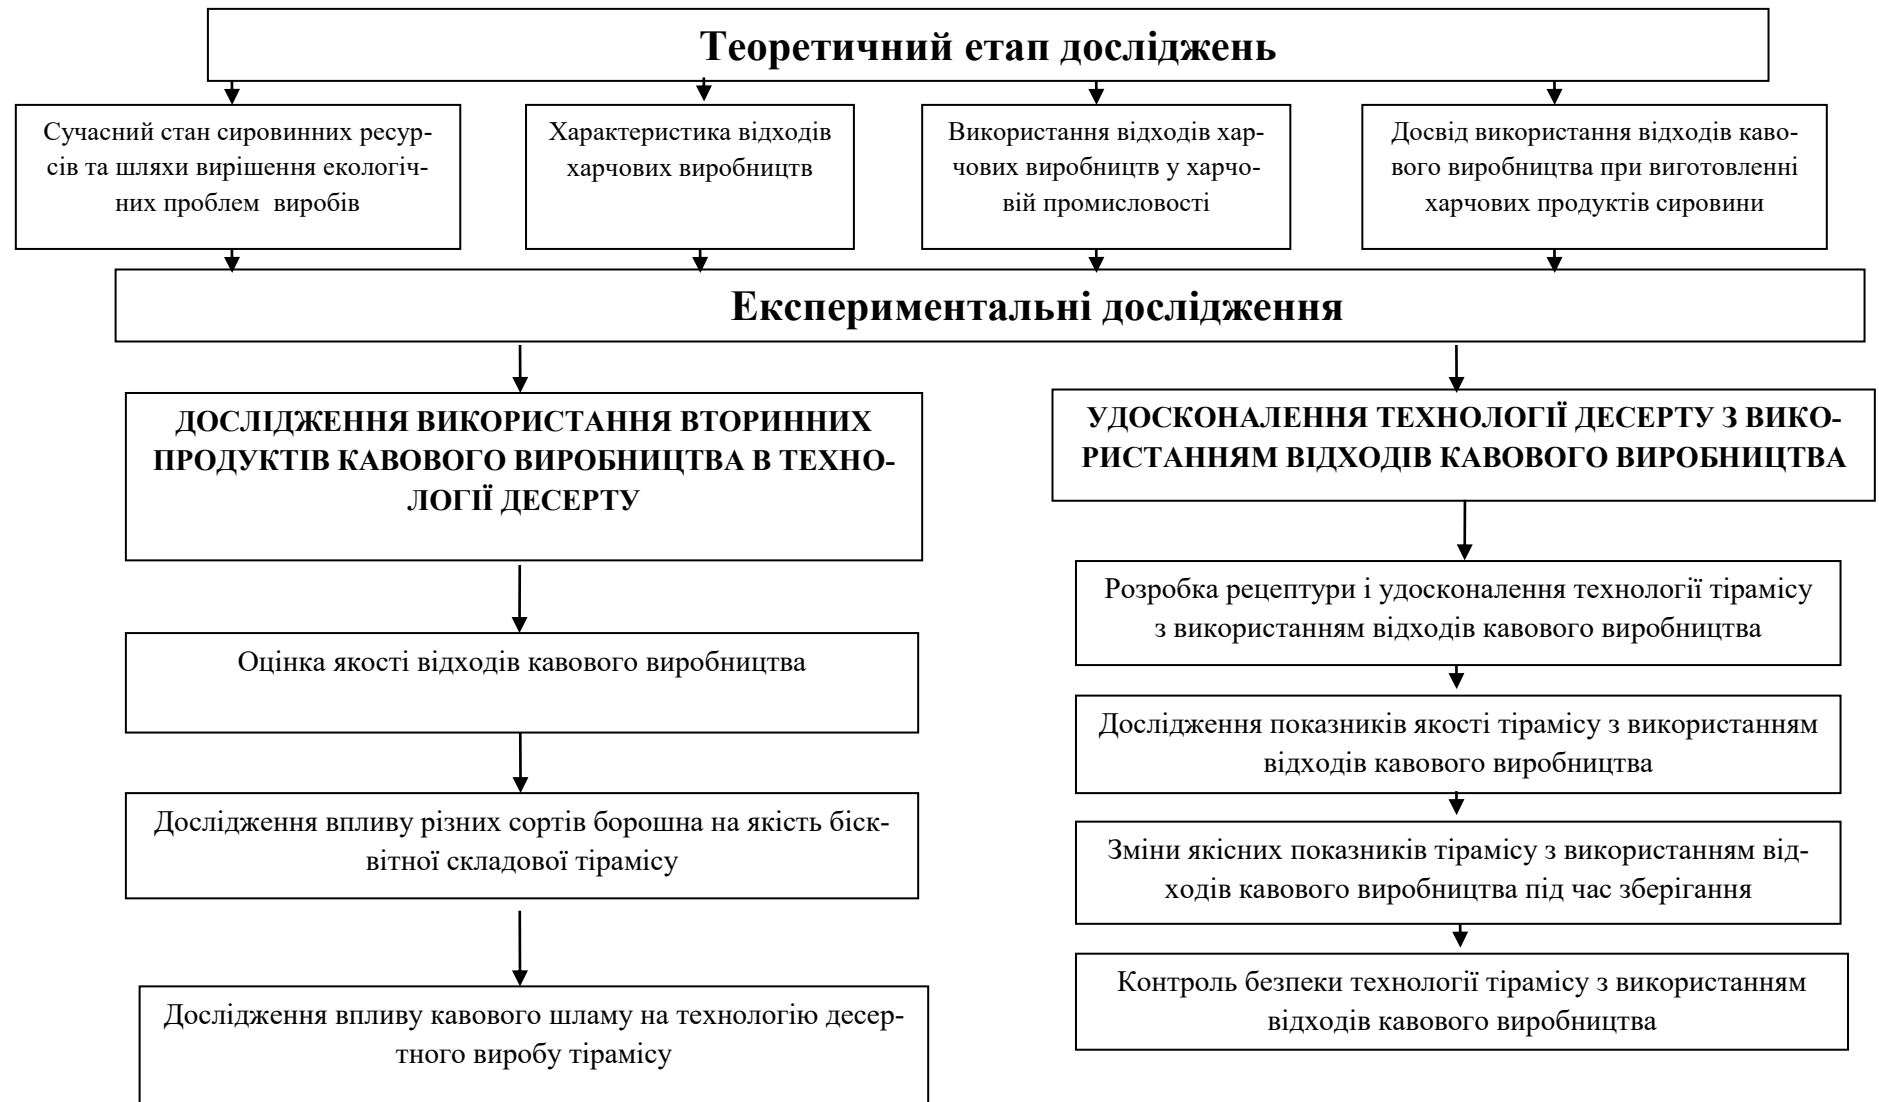 Теоретичний етап досліджень
Сучасний стан сировинних ресур-
сів та шляхи вирішення екологіч-
них проблем виробів
Характеристика відходів
харчових виробництв
Використання відходів хар-
чових виробництв у харчо-
вій промисловості
Досвід використання відходів каво-
вого виробництва при виготовленні
харчових продуктів сировини
Експериментальні дослідження
ДОСЛІДЖЕННЯ ВИКОРИСТАННЯ ВТОРИННИХ
ПРОДУКТІВ КАВОВОГО ВИРОБНИЦТВА В ТЕХНО-
ЛОГІЇ ДЕСЕРТУ
Оцінка якості відходів кавового виробництва
Дослідження впливу різних сортів борошна на якість біск-
вітної складової тірамісу
Дослідження впливу кавового шламу на технологію десер-
тного виробу тірамісу
УДОСКОНАЛЕННЯ ТЕХНОЛОГІЇ ДЕСЕРТУ З ВИКО-
РИСТАННЯМ ВІДХОДІВ КАВОВОГО ВИРОБНИЦТВА
Розробка рецептури і удосконалення технології тірамісу
з використанням відходів кавового виробництва
Дослідження показників якості тірамісу з використанням
відходів кавового виробництва
Зміни якісних показників тірамісу з використанням від-
ходів кавового виробництва під час зберігання
Контроль безпеки технології тірамісу з використанням
відходів кавового виробництва